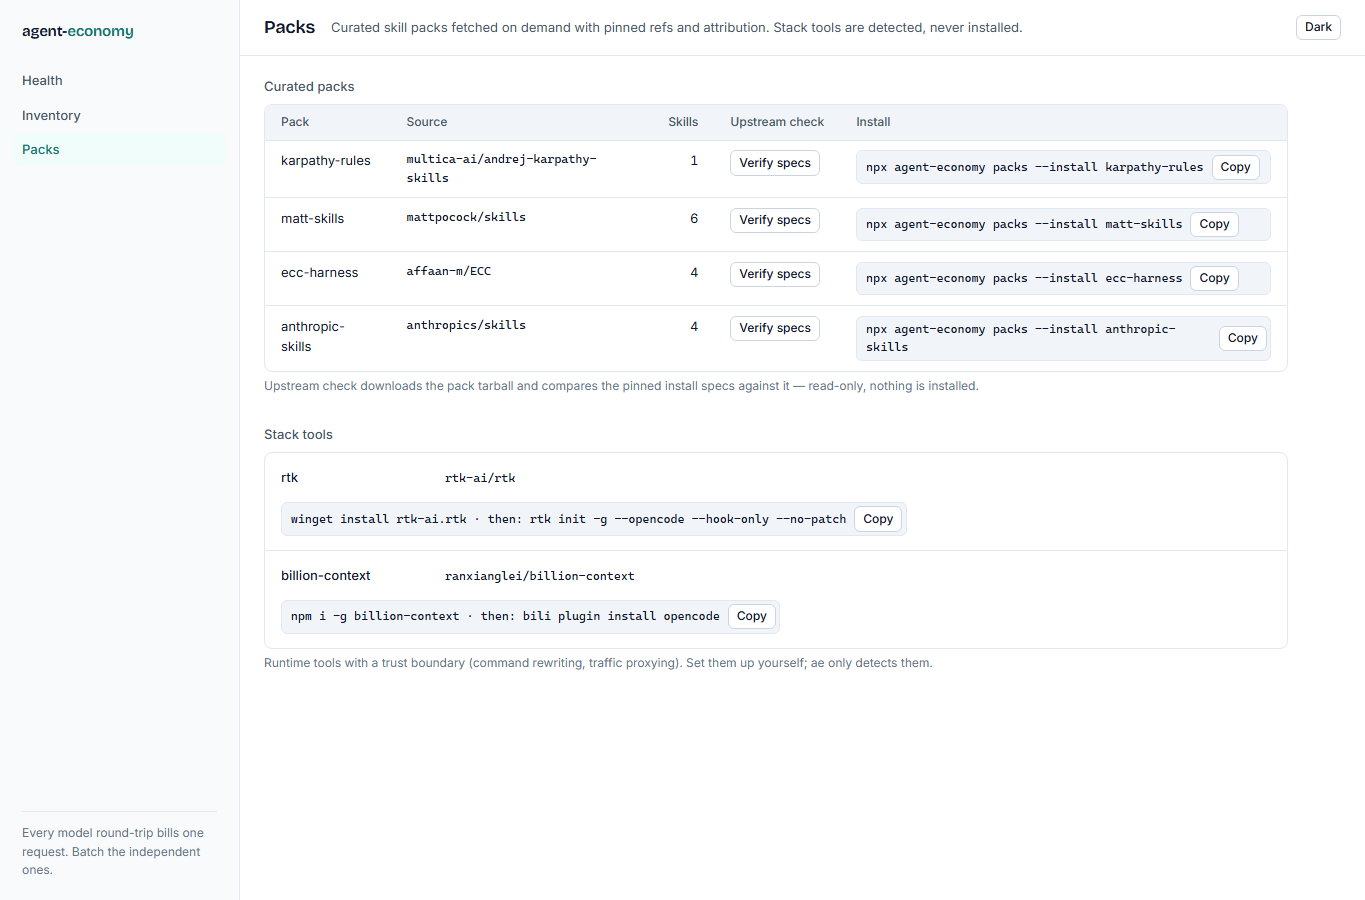 agent-economy
Health
Inventory
Packs
Every model round-trip bills one
request. Batch the independent
ones.
Packs
Curated skill packs fetched on demand with pinned refs and attribution. Stack tools are detected, never installed.
Dark
Curated packs
Pack Source Skills Upstream check Install
karpathy-rules multica-ai/andrej-karpathy- 1 Verify specs npx agent-economy packs --install karpathy-rules Copy
skills
matt-skills mattpocock/skills 6 Verify specs npx agent-economy packs --install matt-skills Copy
ecc-harness affaan-m/ECC 4 Verify specs npx agent-economy packs --install ecc-harness Copy
anthropic- anthropics/skills 4 Verify specs npx agent-economy packs --install anthropic- Copy
skills skills
Upstream check downloads the pack tarball and compares the pinned install specs against it — read-only, nothing is installed.
Stack tools
rtk rtk-ai/rtk
winget install rtk-ai.rtk · then: rtk init -g --opencode --hook-only --no-patch Copy
billion-context ranxianglei/billion-context
npm i -g billion-context · then: bili plugin install opencode Copy
Runtime tools with a trust boundary (command rewriting, traffic proxying). Set them up yourself; ae only detects them.